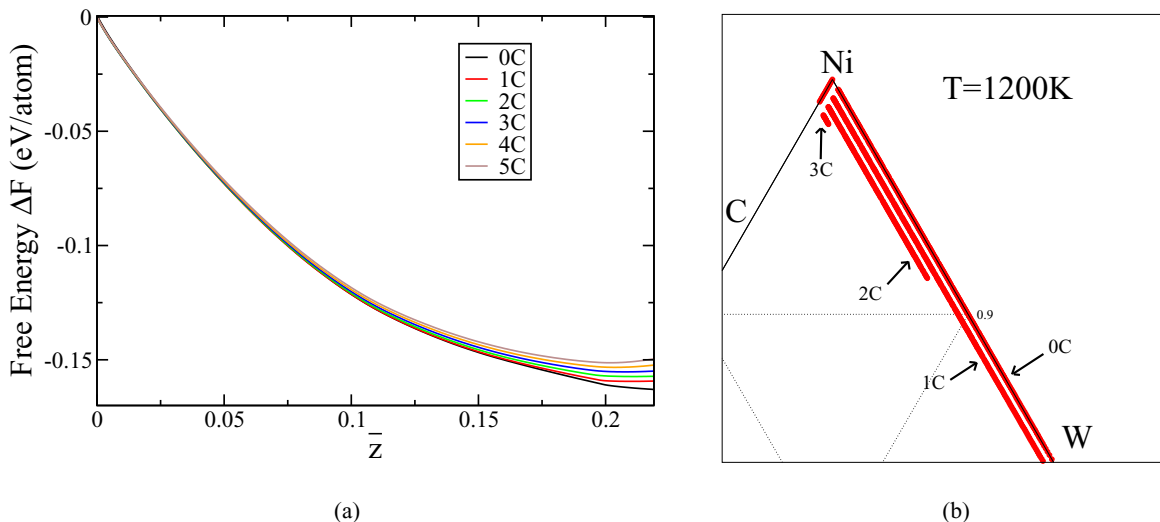 0
-0.05
-0.1
-0.15
0
0.05
0.1
0.15
0.2
z̄
Free Energy ΔF (eV/atom)
0C
1C
2C
3C
4C
5C
(a)
Ni
T=1200K
3C
C
2C
0.9
0C
1C
W
(b)